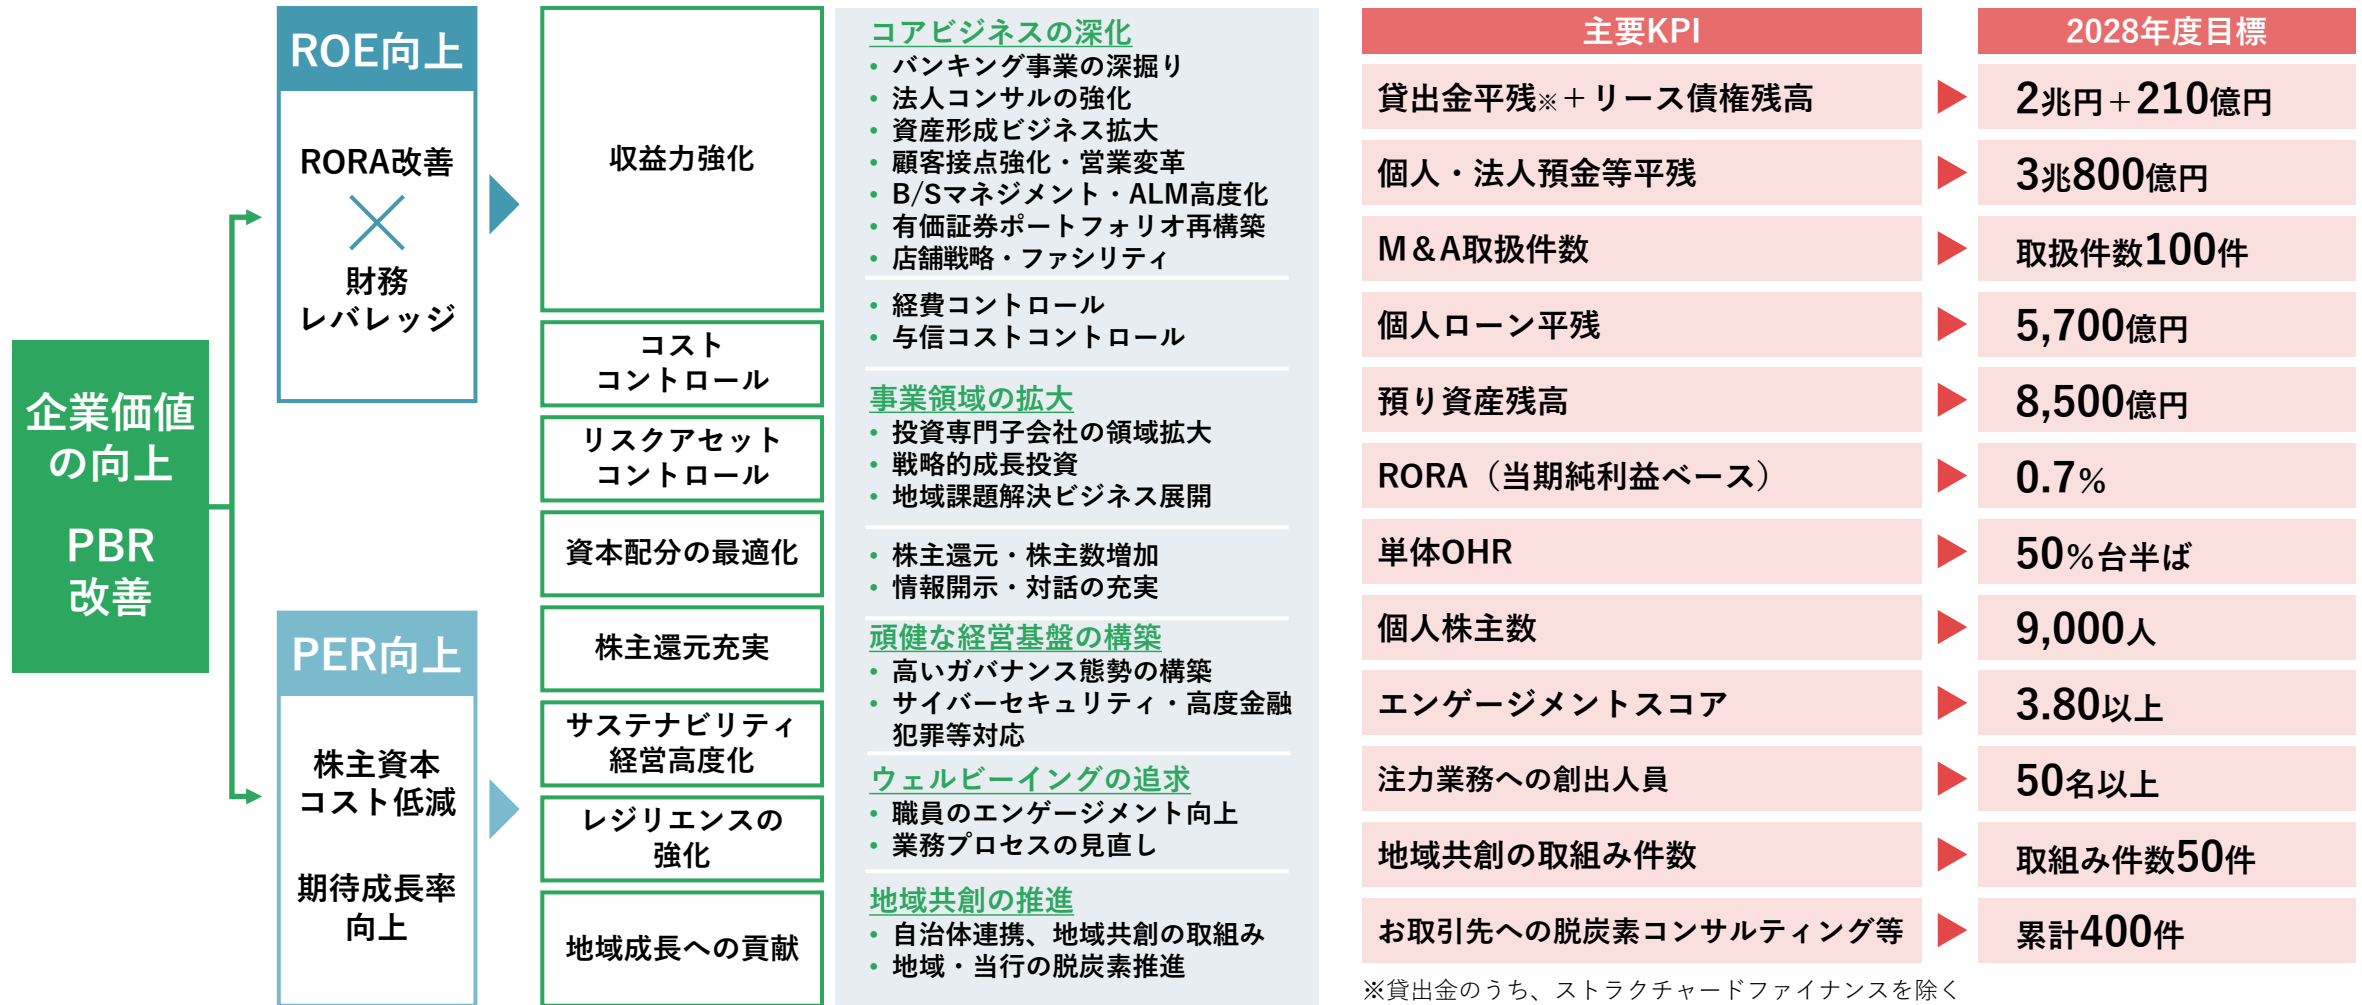 企業価値
の向上
PBR
改善
ROE向上
RORA改善
財務
レバレッジ
PER向上
株主資本
コスト低減
期待成長率
向上
収益力強化
コスト
コントロール
リスクアセット
コントロール
資本配分の最適化
株主還元充実
サステナビリティ
経営高度化
レジリエンスの
強化
地域成長への貢献
コアビジネスの深化
・バンキング事業の深掘り
・法人コンサルの強化
・資産形成ビジネス拡大
・顧客接点強化・営業変革
・B/Sマネジメント・ALM高度化
・有価証券ポートフォリオ再構築
・店舗戦略・ファシリティ
・経費コントロール
・与信コストコントロール
事業領域の拡大
・投資専門子会社の領域拡大
・戦略的成長投資
・地域課題解決ビジネス展開
・株主還元・株主数増加
・情報開示・対話の充実
頑健な経営基盤の構築
・高いガバナンス態勢の構築
・サイバーセキュリティ・高度金融
犯罪等対応
ウェルビーイングの追求
・職員のエンゲージメント向上
・業務プロセスの見直し
地域共創の推進
・自治体連携、地域共創の取組み
・地域・当行の脱炭素推進
主要KPI 2028年度目標
貸出金平残※＋リース債権残高 2兆円＋210億円
個人・法人預金等平残 3兆800億円
M＆A取扱件数 取扱件数100件
個人ローン平残 5,700億円
預り資産残高 8,500億円
RORA（当期純利益ベース） 0.7%
単体OHR 50%台半ば
個人株主数 9,000人
エンゲージメントスコア 3.80以上
注力業務への創出人員 50名以上
地域共創の取組み件数 取組み件数50件
お取引先への脱炭素コンサルティング等 累計400件
※貸出金のうち、ストラクチャードファイナンスを除く